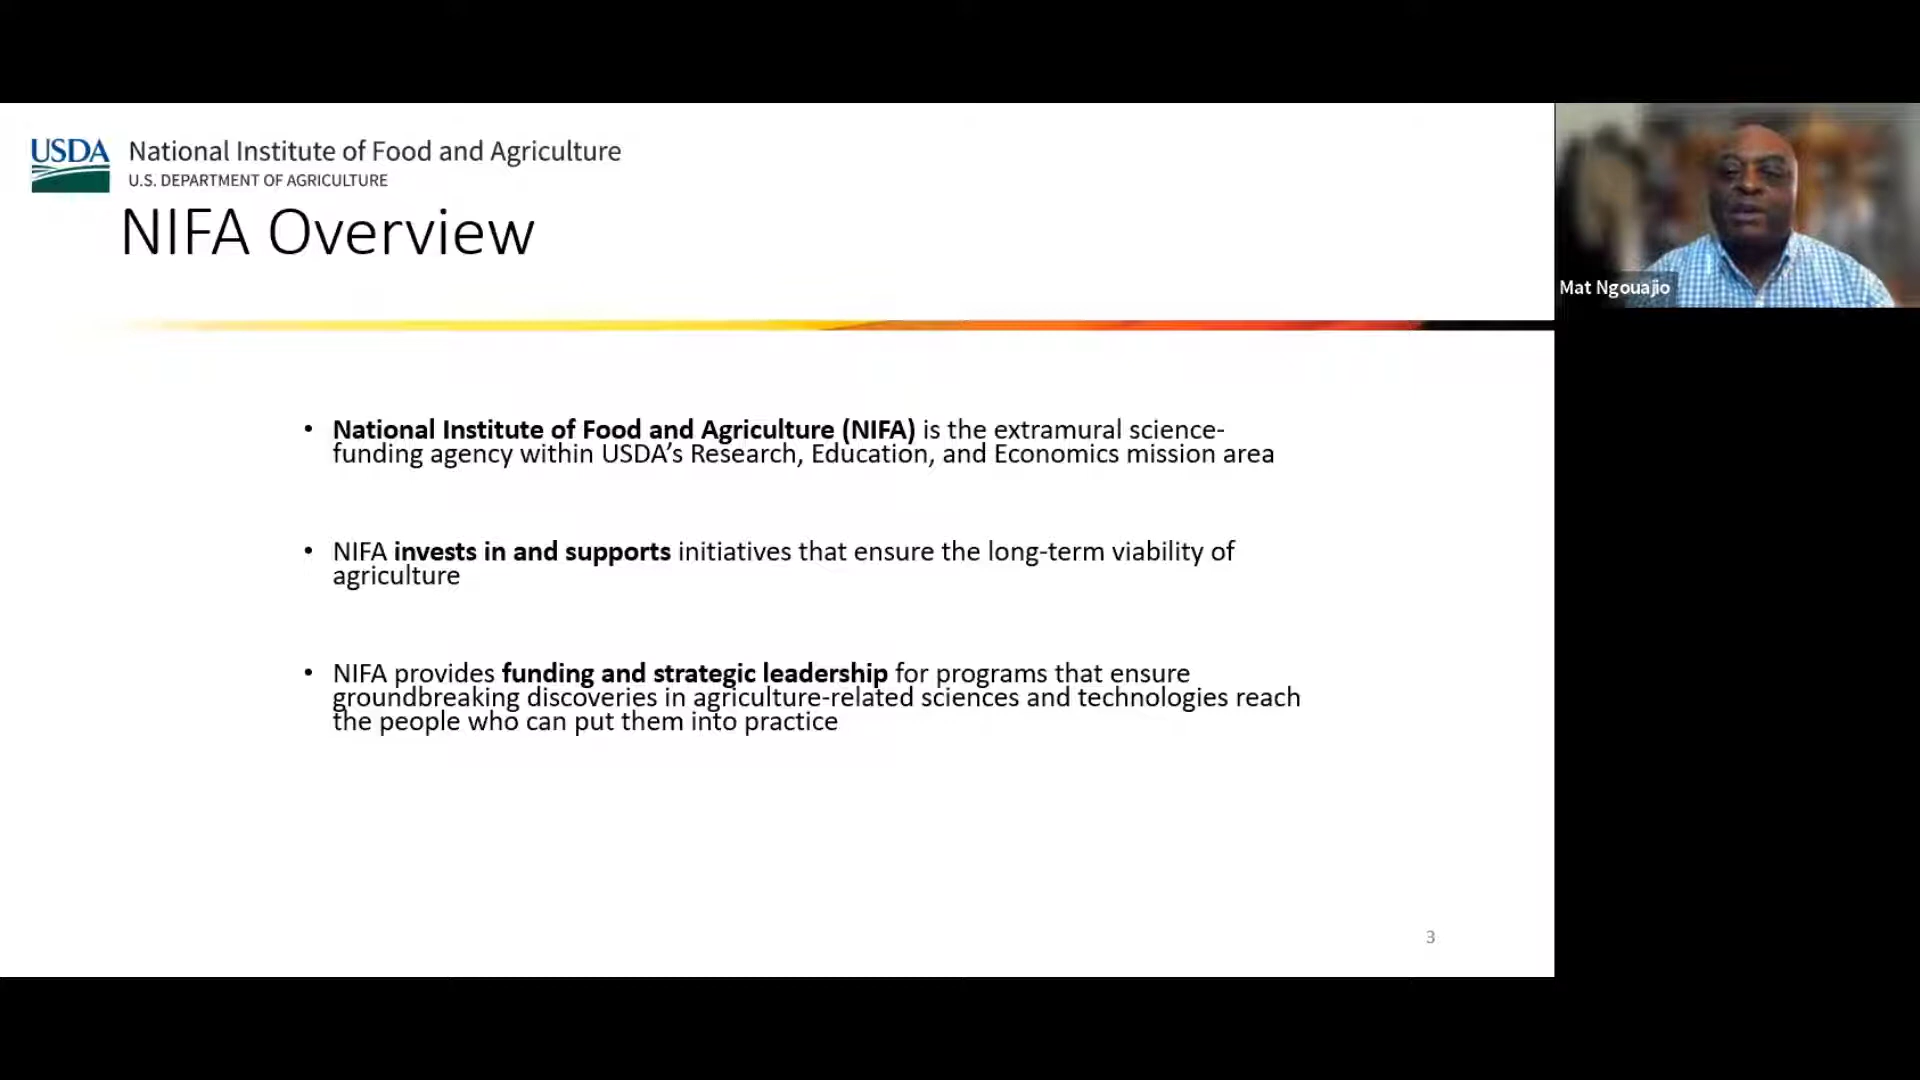 USDA
National Institute of Food and Agriculture
U.S. DEPARTMENT OF AGRICULTURE
NIFA Overview
Mat Ngouajio
• National Institute of Food and Agriculture (NIFA) is the extramural science-
funding agency within USDA’s Research, Education, and Economics mission area
• NIFA invests in and supports initiatives that ensure the long-term viability of
agriculture
• NIFA provides funding and strategic leadership for programs that ensure
groundbreaking discoveries in agriculture-related sciences and technologies reach
the people who can put them into practice
3